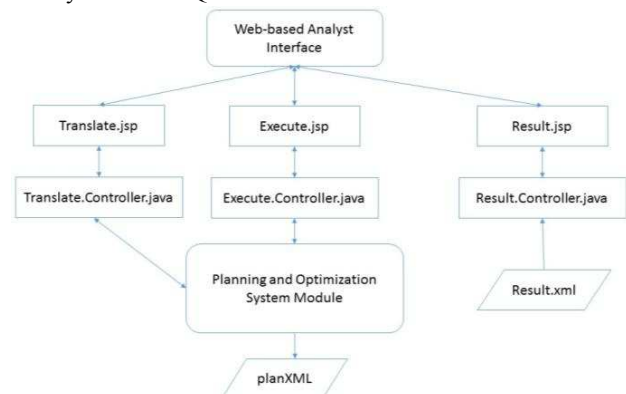 Web-based Analyst
Interface
Translate.jsp
Execute.jsp
Result.jsp
Translate.Controller.java
Execute.Controller.java
Result.Controller.java
Planning and Optimization
System Module
Result.xml
planXML